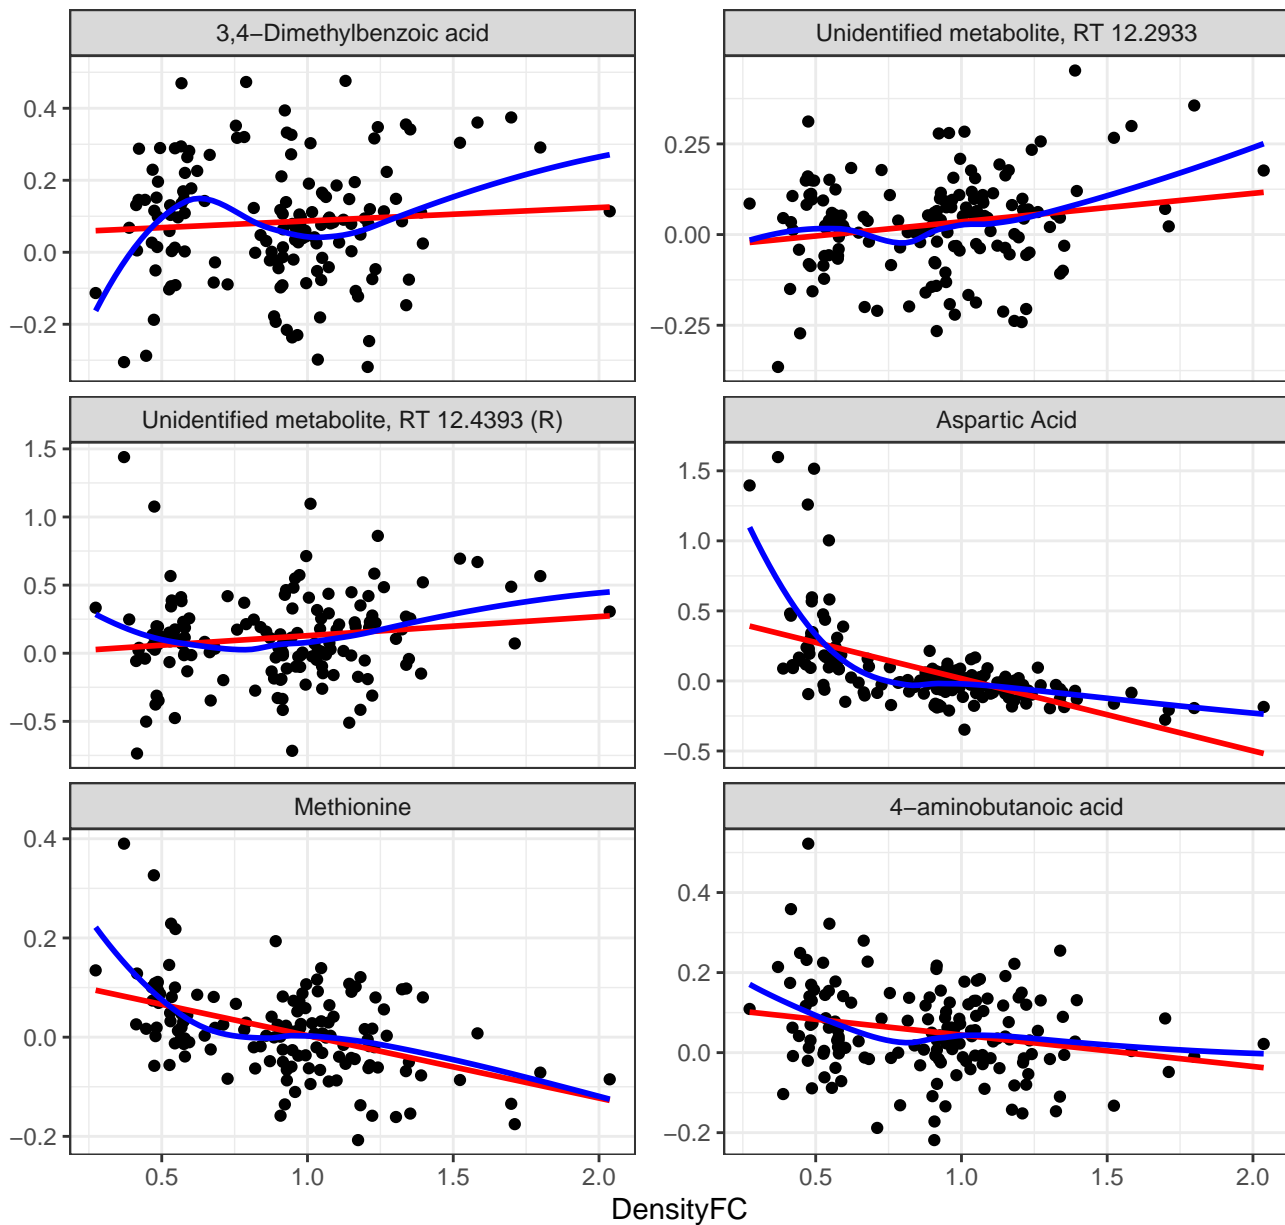 3,4−Dimethylbenzoic acid
Unidentified metabolite, RT 12.2933
0.4
0.2
0.0
−0.2
0.25
0.00
−0.25
Unidentified metabolite, RT 12.4393 (R)
Aspartic Acid
1.5
1.0
0.5
0.0
−0.5
1.5
1.0
0.5
0.0
−0.5
Methionine
4−aminobutanoic acid
0.4
0.2
0.0
−0.2
0.4
0.2
0.0
−0.2
0.5 1.0 1.5 2.0
0.5 1.0 1.5 2.0
DensityFC